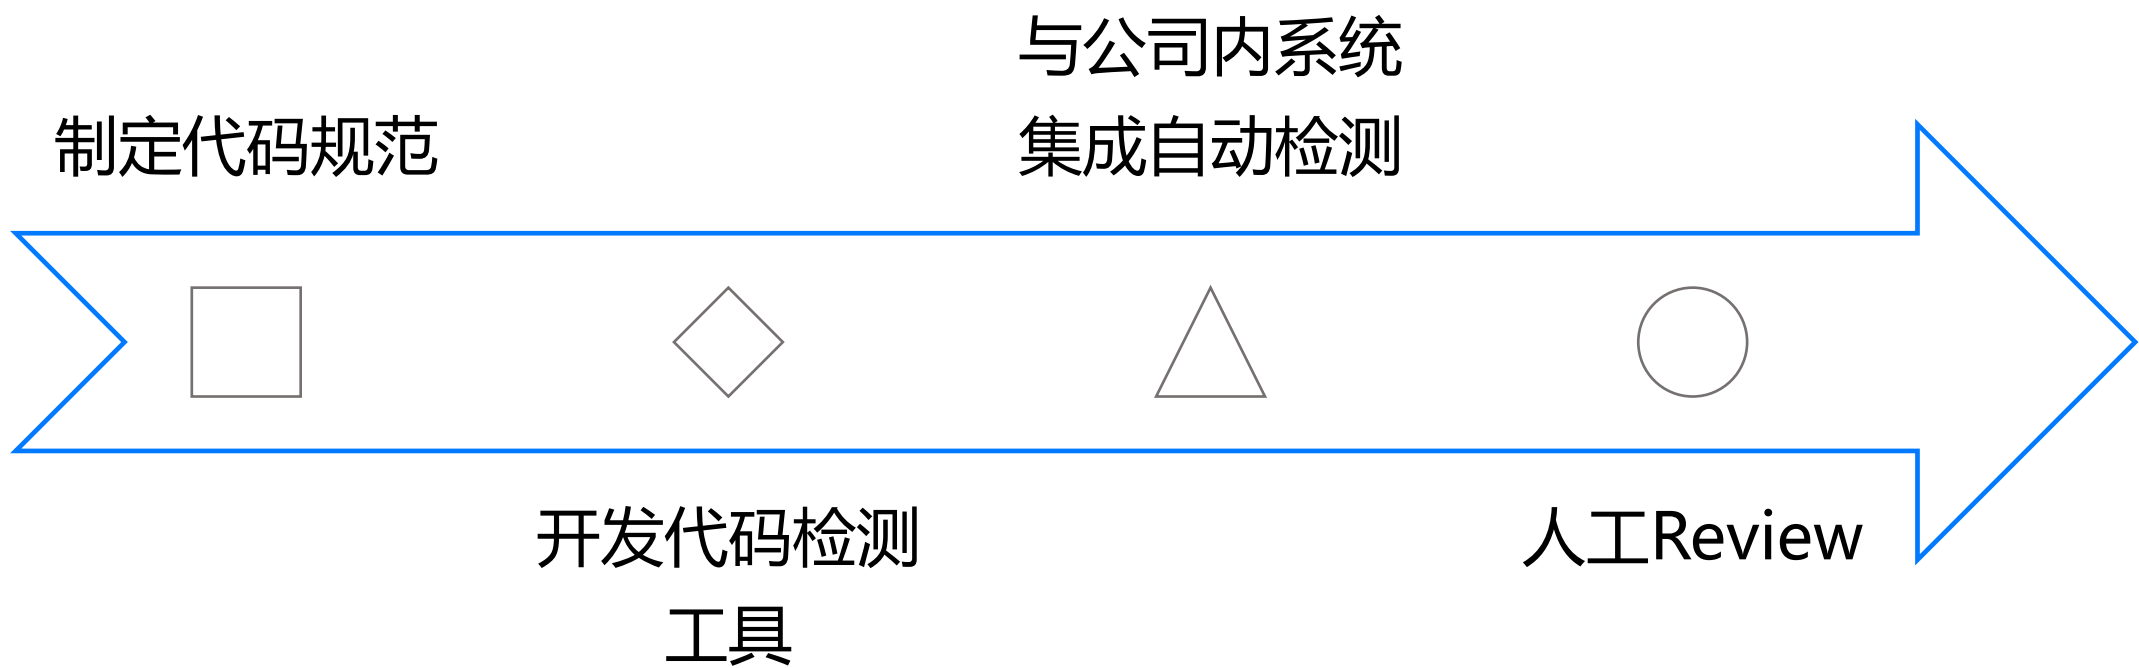 制定代码规范
开发代码检测
工具
与公司内系统
集成自动检测
人工Review